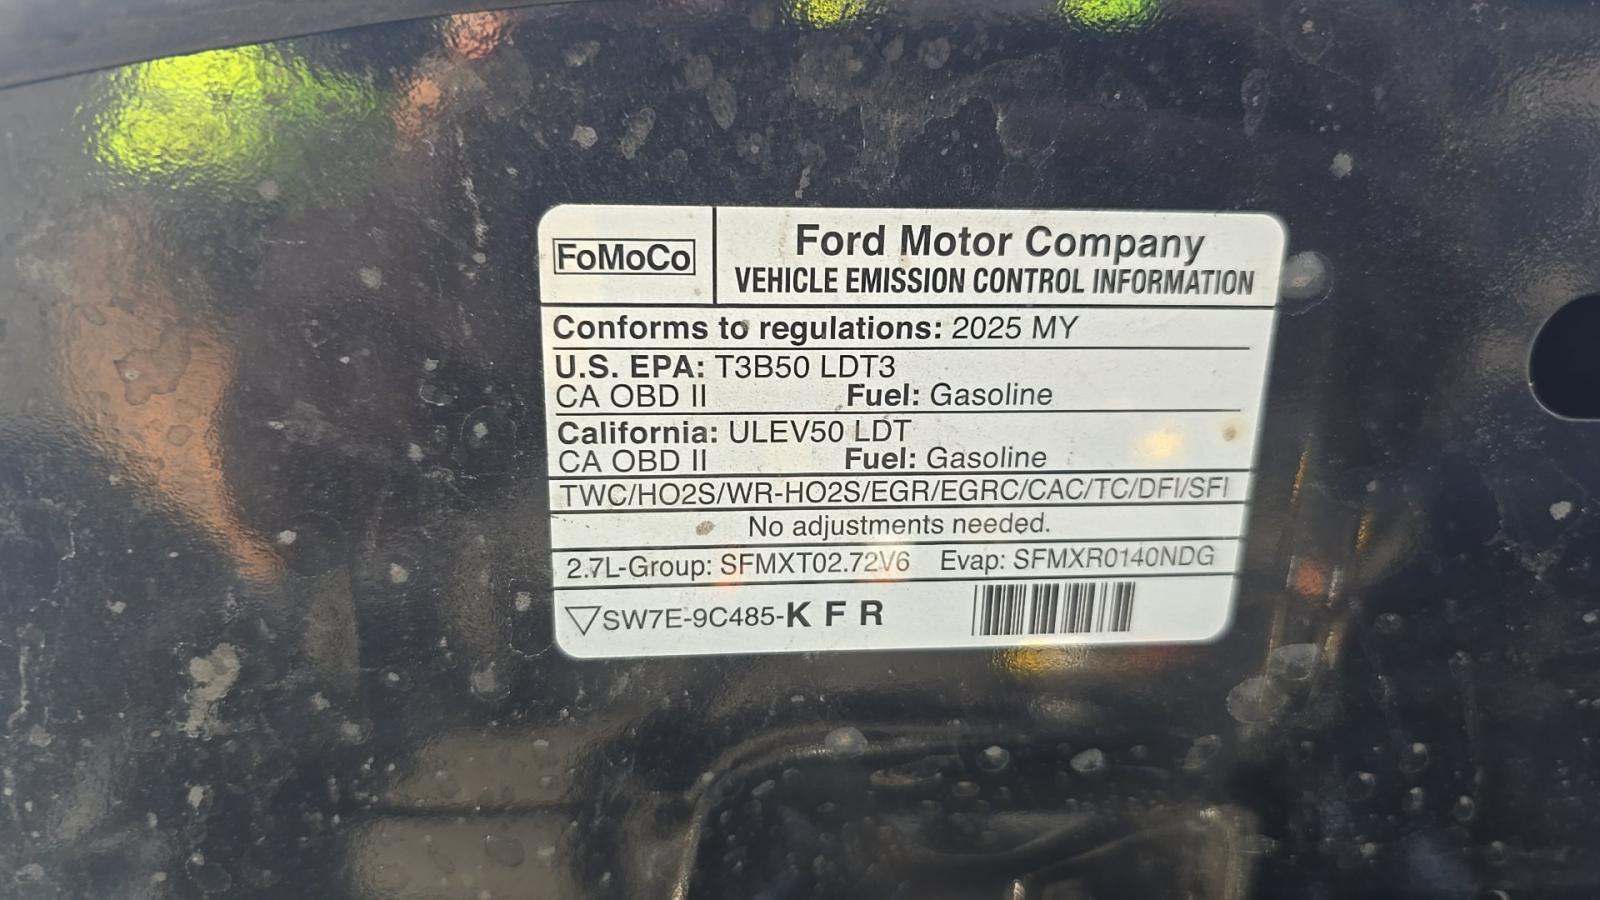 FoMoCo
Ford Motor Company
VEHICLE EMISSION CONTROL INFORMATION
Conforms to regulations: 2025 MY
U.S. EPA: T3B50 LDT3
CA OBD II Fuel: Gasoline
California: ULEV50 LDT
CA OBD II Fuel: Gasoline
TWC/HO2S/WR-HO2S/EGR/EGRC/CAC/TC/DFI/SFI
No adjustments needed.
2.7L-Group: SFMXT02.72V6 Evap: SFMXR0140NDG
▽SW7E-9C485-K F R